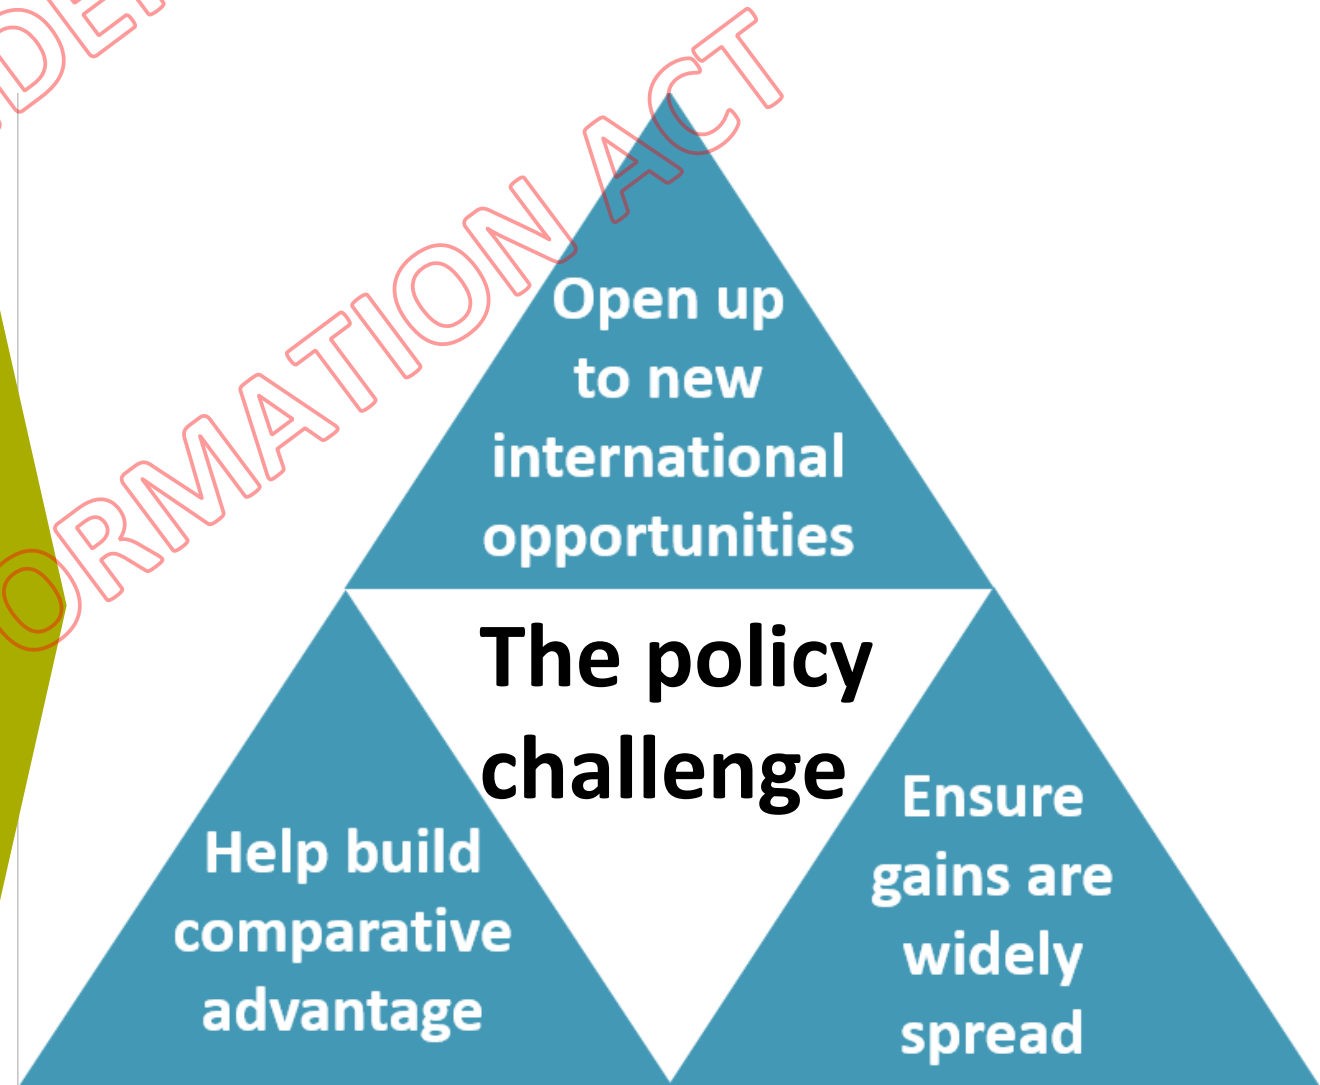 DE
ORMATION ACT
Open up
to new
international
opportunities
The policy
challenge
Help build
comparative
advantage
Ensure
gains are
widely
spread